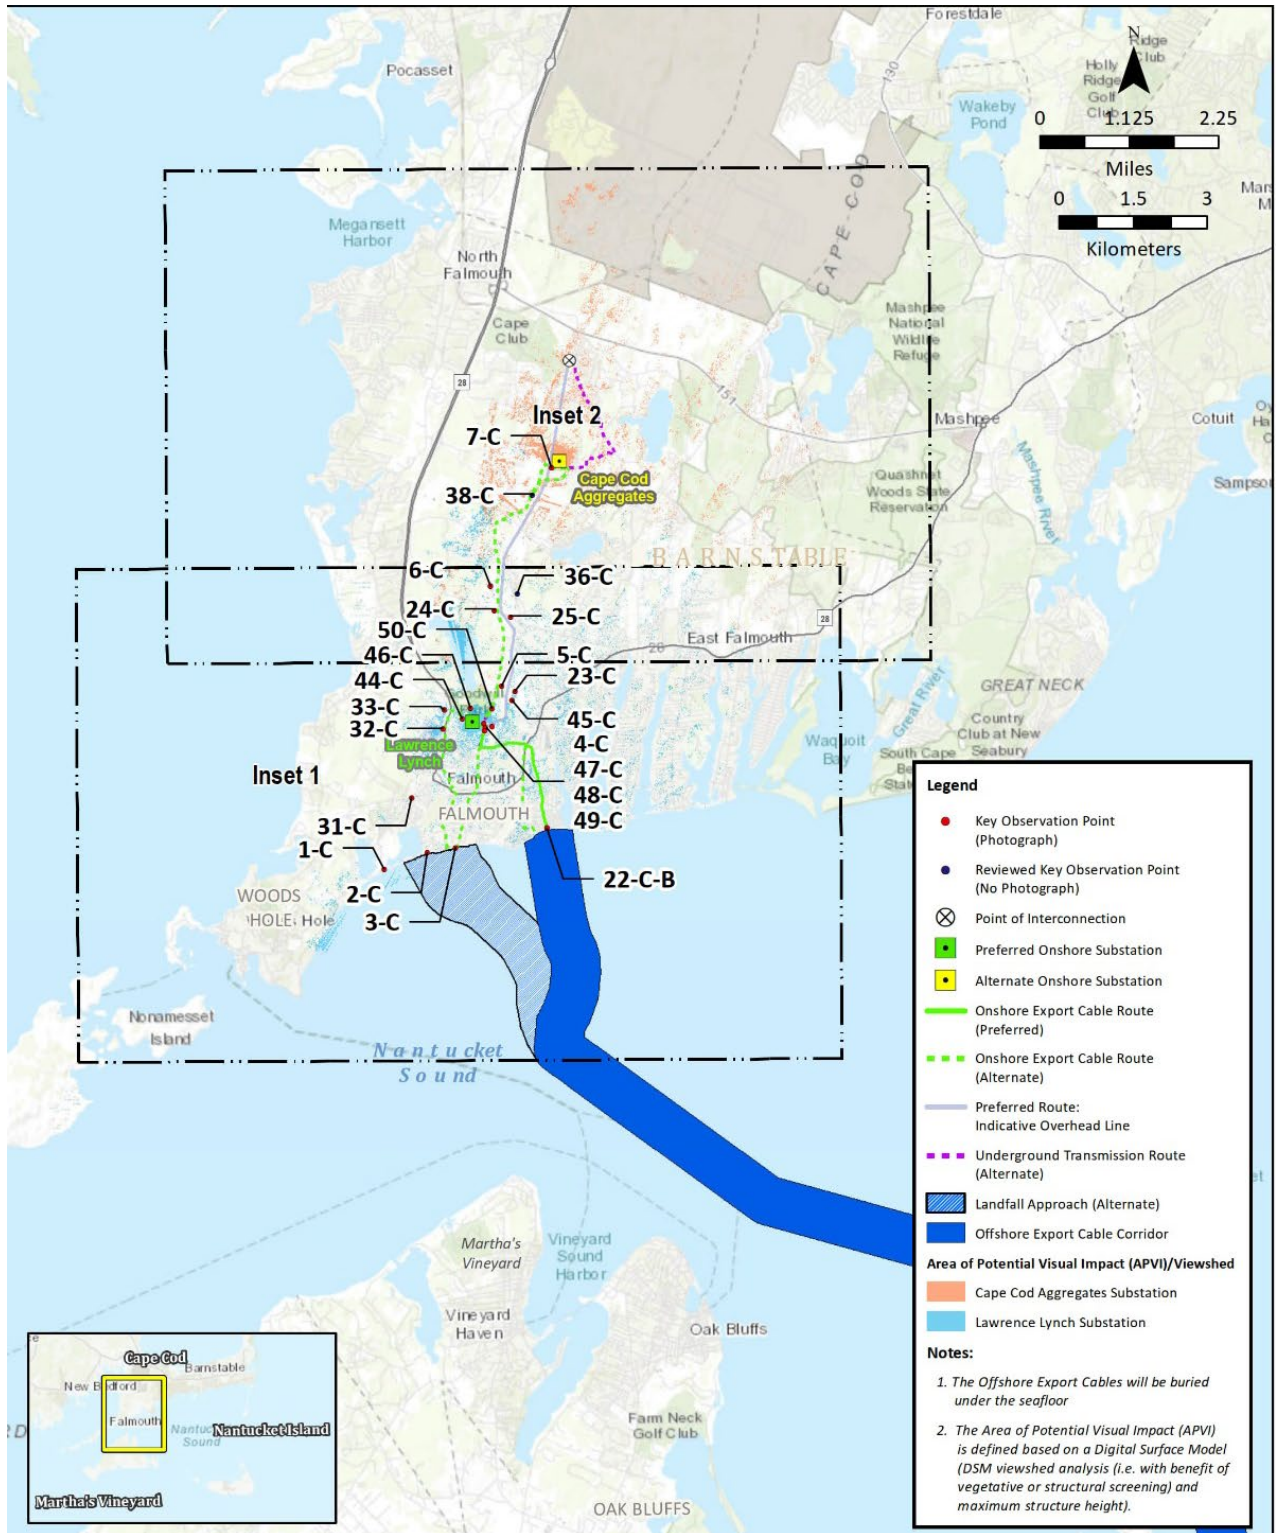 Forestdale
N
Ridge
Club
Pocasset
Holly
Ridge
Golf
Club
130
Wakeby
Pond
0 1.125 2.25
Miles
0 1.5 3
Kilometers
CAPE COD
Megansett
Harbor
North
Falmouth
Cape
Club
Mashpee
National
Wildlife
Refuge
28
151
Mashpee
Cotuit
Inset 2
7-C
Cape Cod
Aggregates
38-C
Quashnet
Woods State
Reservation
Mashpee River
BARNSTABLE
6-C
36-C
24-C
25-C
28
50-C
28
East Falmouth
46-C
5-C
44-C
23-C
GREAT NECK
33-C
45-C
32-C
4-C
Great River
Country
Club at New
Seabury
Waquoit
Bay
South Cape
Lawrence
Lynch
47-C
Inset 1
Falmouth
48-C
FALMOUTH
49-C
31-C
1-C
22-C-B
2-C
WOODS
HOLE
Hole
3-C
Nonamesset
Island
Nantucket
Sound
Martha's
Vineyard
Vineyard
Sound
Harbor
Vineyard
Haven
Oak Bluffs
Farm Neck
Golf Club
OAK BLUFFS
Legend
Key Observation Point
(Photograph)
Reviewed Key Observation Point
(No Photograph)
Point of Interconnection
Preferred Onshore Substation
Alternate Onshore Substation
Onshore Export Cable Route
(Preferred)
Onshore Export Cable Route
(Alternate)
Preferred Route:
Indicative Overhead Line
Underground Transmission Route
(Alternate)
Landfall Approach (Alternate)
Offshore Export Cable Corridor
Area of Potential Visual Impact (APVI)/Viewshed
Cape Cod Aggregates Substation
Lawrence Lynch Substation
Notes:
1. The Offshore Export Cables will be buried
under the seafloor
2. The Area of Potential Visual Impact (APVI)
is defined based on a Digital Surface Model
(DSM viewshed analysis (i.e. with benefit of
vegetative or structural screening) and
maximum structure height).
Cape Cod
Barnstable
New Bedford
Falmouth
Sound
Nantucket Island
Martha's Vineyard